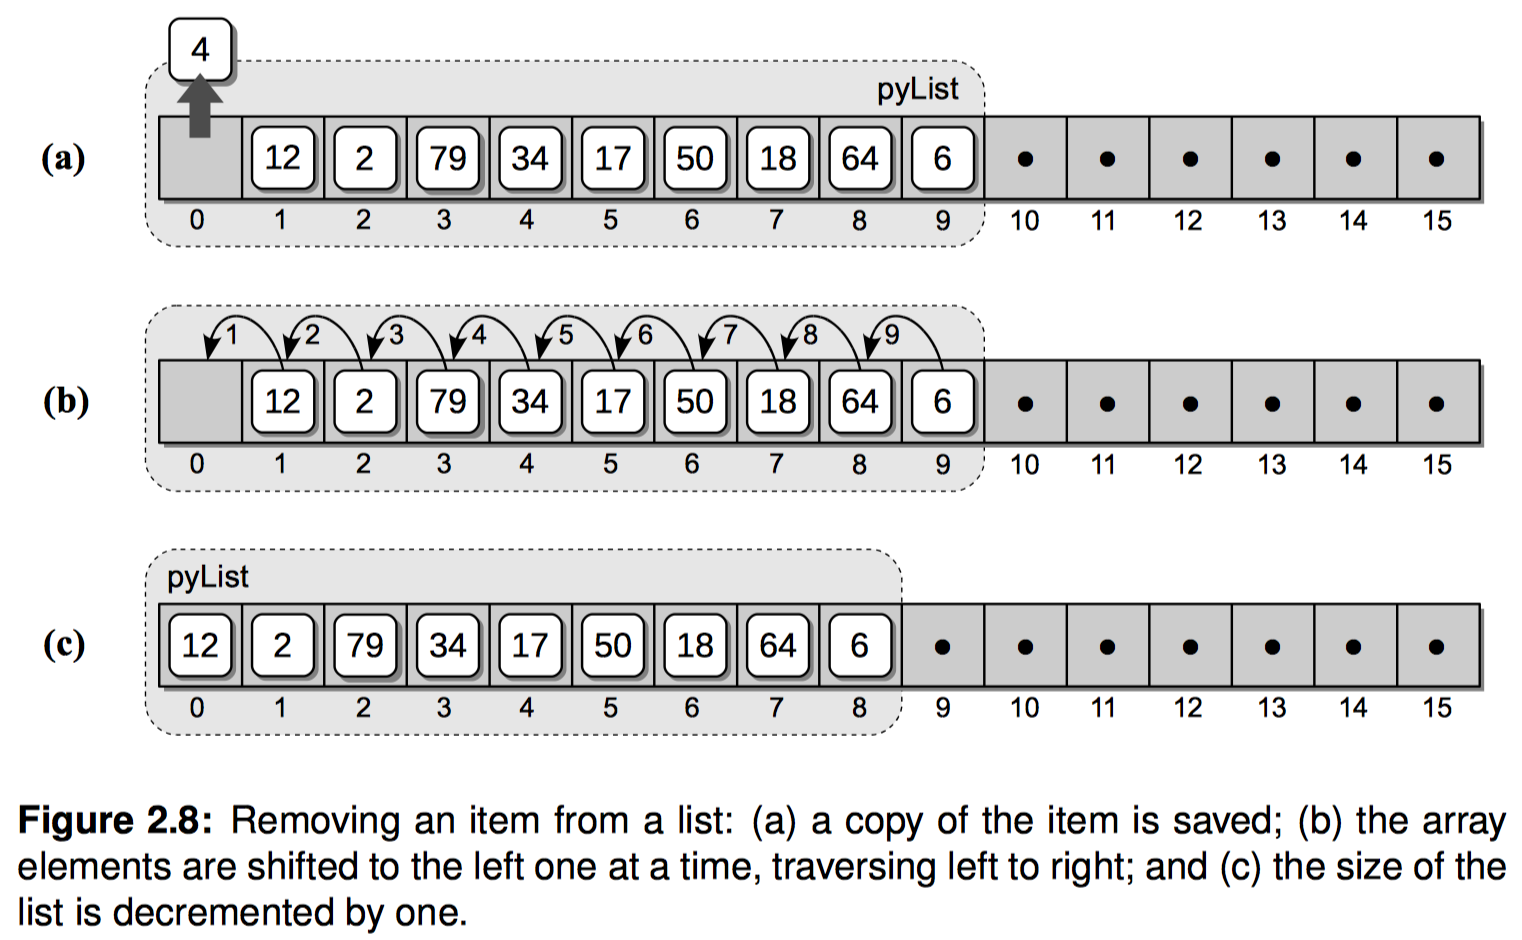 4
pyList
(a)
12 2 79 34 17 50 18 64 6
0 1 2 3 4 5 6 7 8 9 10 11 12 13 14 15
1 2 3 4 5 6 7 8 9
(b)
12 2 79 34 17 50 18 64 6
0 1 2 3 4 5 6 7 8 9 10 11 12 13 14 15
pyList
(c)
12 2 79 34 17 50 18 64 6
0 1 2 3 4 5 6 7 8 9 10 11 12 13 14 15
Figure 2.8: Removing an item from a list: (a) a copy of the item is saved; (b) the array
elements are shifted to the left one at a time, traversing left to right; and (c) the size of the
list is decremented by one.